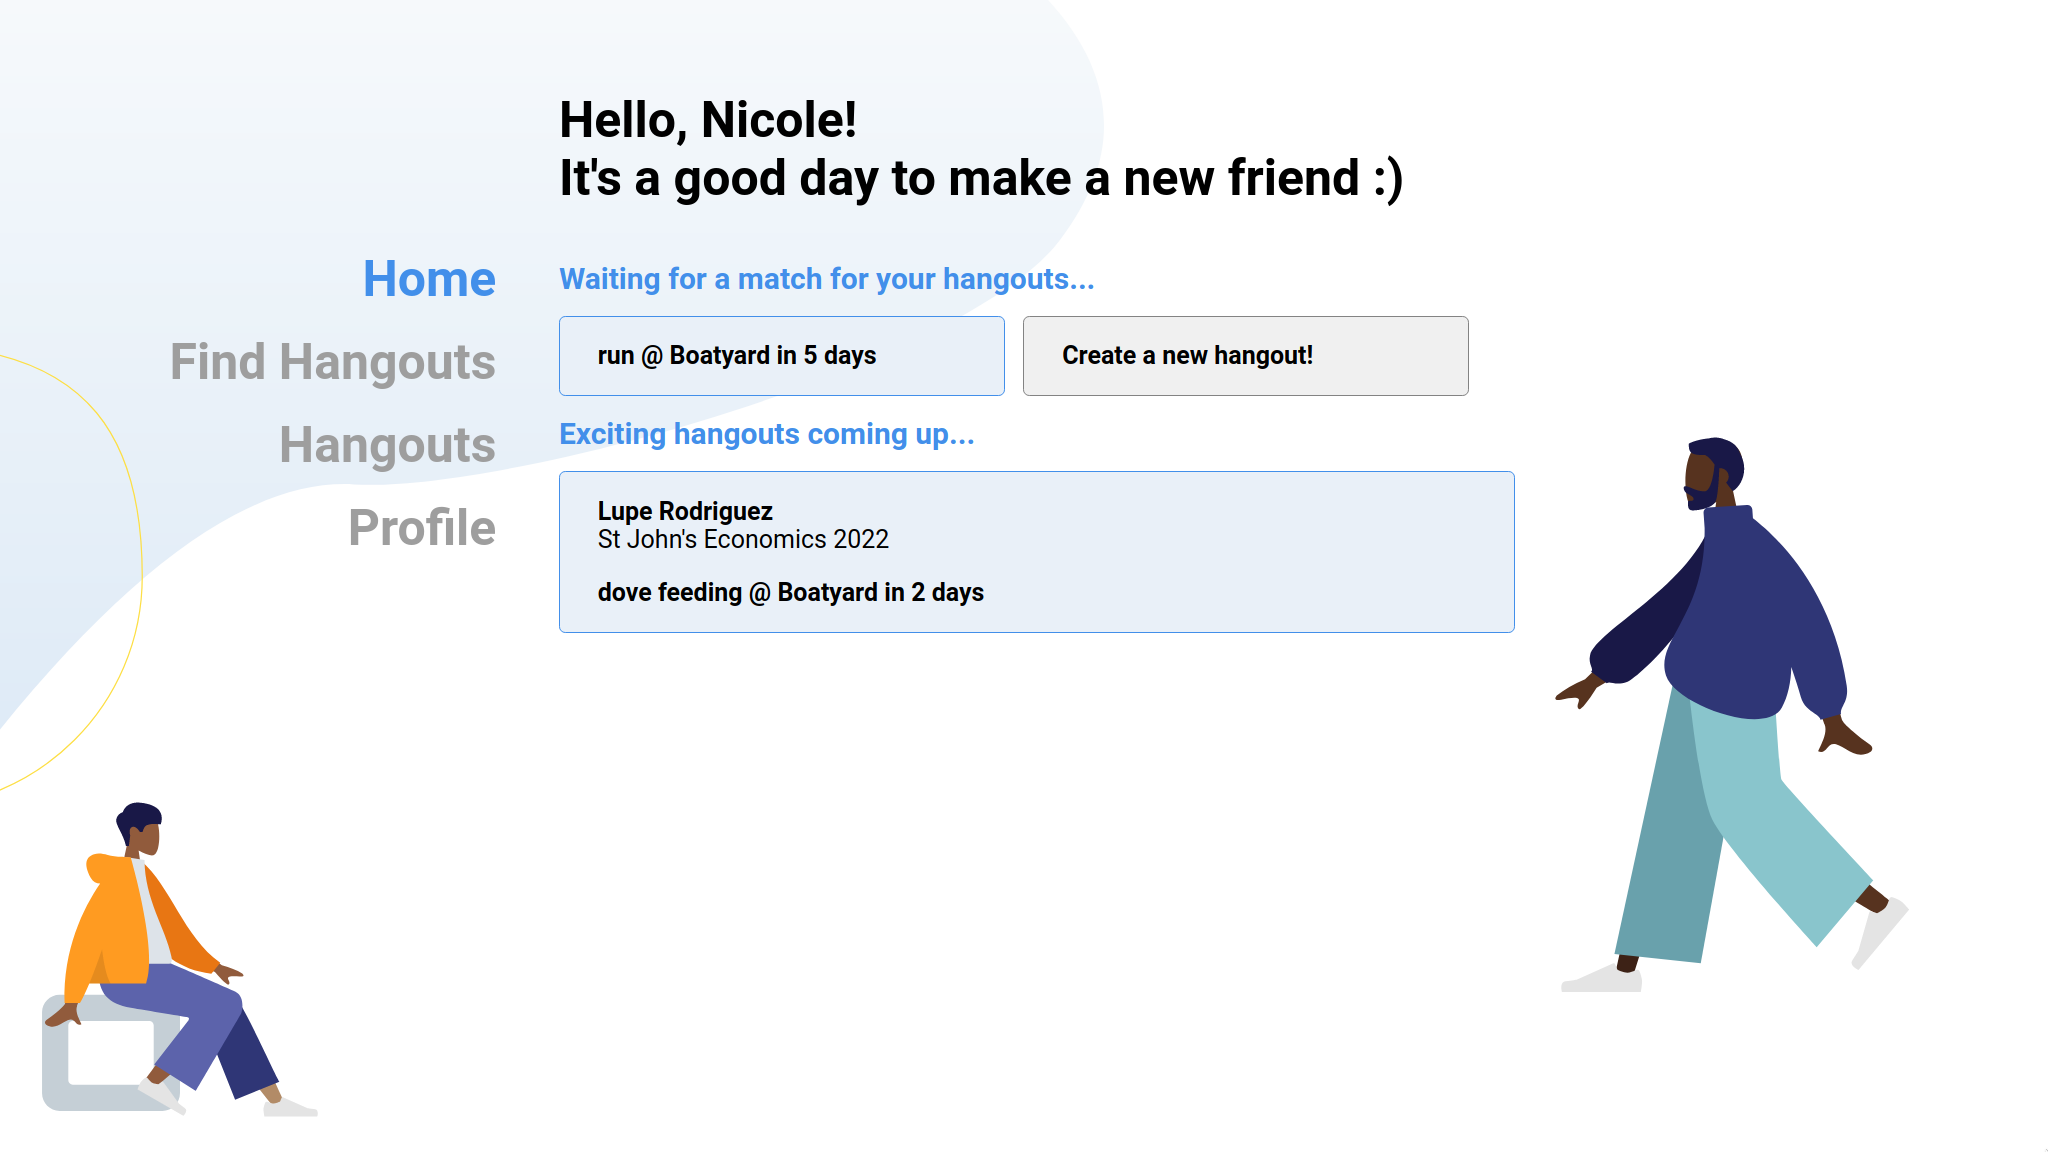 Hello, Nicole!
It's a good day to make a new friend :)
Home
Find Hangouts
Hangouts
Profile
Waiting for a match for your hangouts...
run @ Boatyard in 5 days
Create a new hangout!
Exciting hangouts coming up...
Lupe Rodriguez
St John's Economics 2022
dove feeding @ Boatyard in 2 days